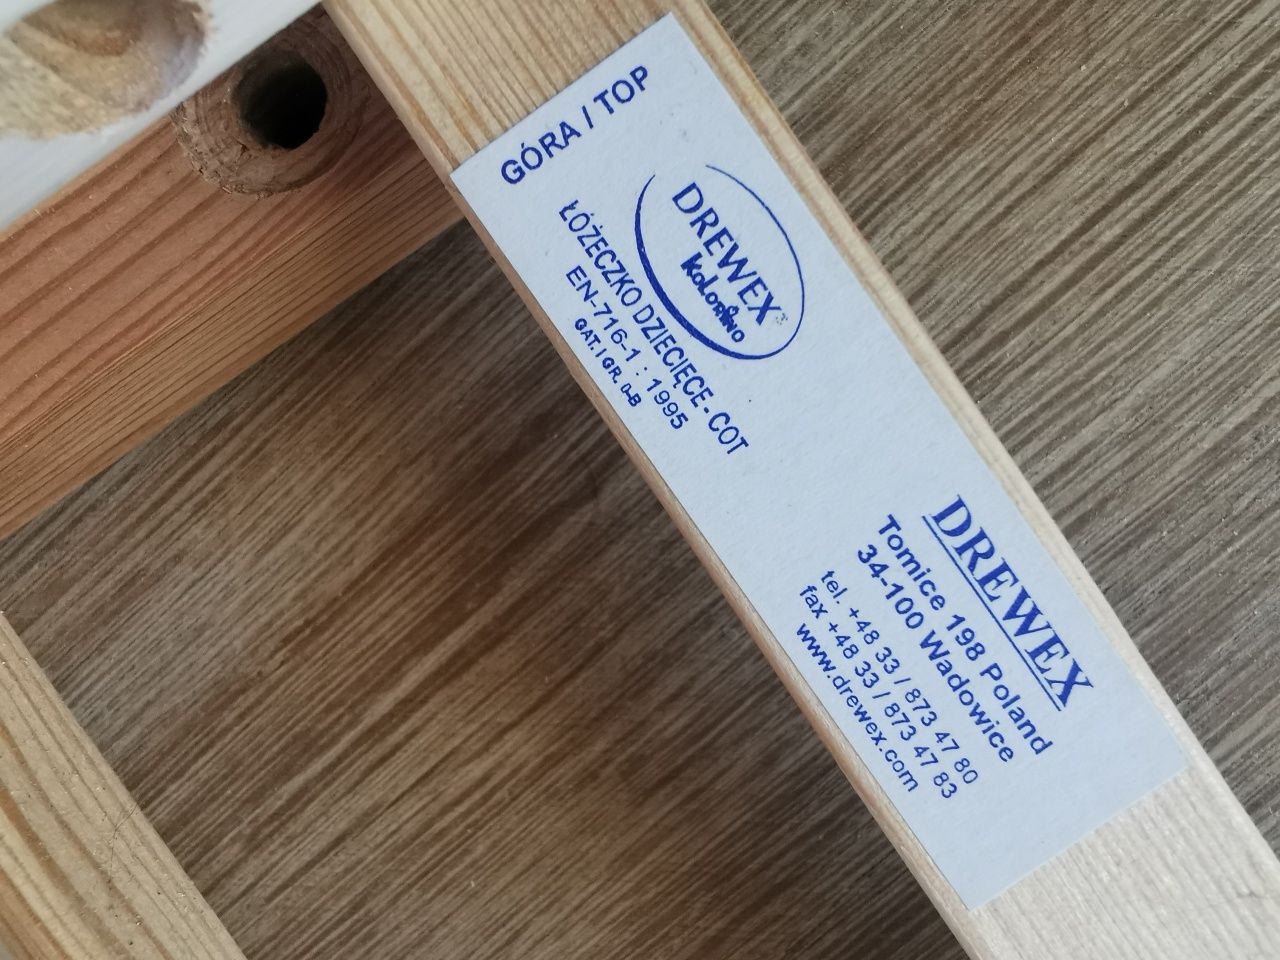 GÓRA / TOP
DREWEX
KOLORINO
ŁÓŻECZKO DZIECIĘCE - COT
EN-716-1 : 1995
GAT. I GR. 0-B
DREWEX
Tomice 198 Poland
34-100 Wadowice
tel. +48 33 / 873 47 80
fax +48 33 / 873 47 83
www.drewex.com